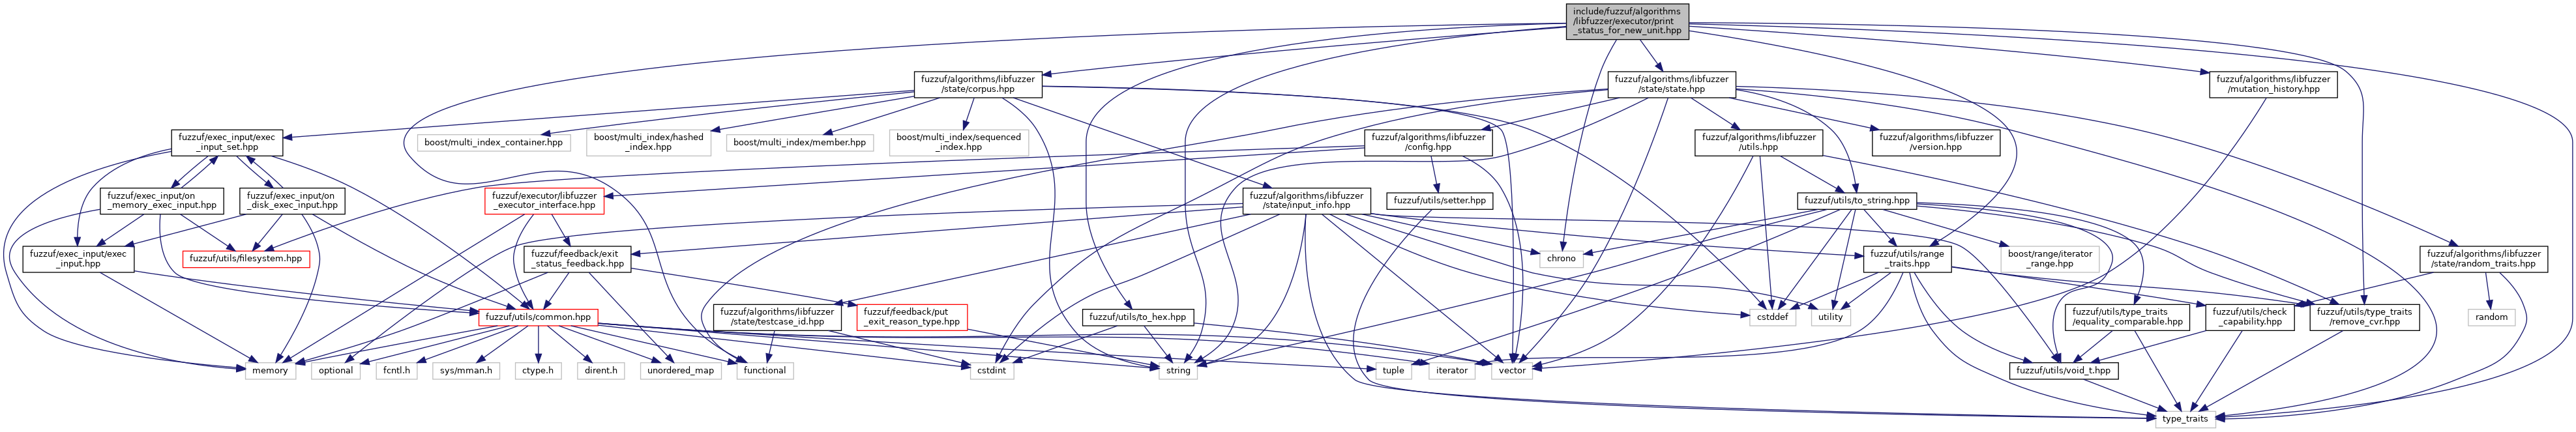 include/fuzzuf/algorithms
/libfuzzer/executor/print
_status_for_new_unit.hpp
fuzzuf/algorithms/libfuzzer
/state/corpus.hpp
fuzzuf/algorithms/libfuzzer
/state/state.hpp
fuzzuf/algorithms/libfuzzer
/mutation_history.hpp
fuzzuf/exec_input/exec
_input_set.hpp
boost/multi_index_container.hpp
boost/multi_index/hashed
_index.hpp
boost/multi_index/member.hpp
boost/multi_index/sequenced
_index.hpp
fuzzuf/algorithms/libfuzzer
/config.hpp
fuzzuf/algorithms/libfuzzer
/utils.hpp
fuzzuf/algorithms/libfuzzer
/version.hpp
fuzzuf/exec_input/on
_memory_exec_input.hpp
fuzzuf/exec_input/on
_disk_exec_input.hpp
fuzzuf/executor/libfuzzer
_executor_interface.hpp
fuzzuf/algorithms/libfuzzer
/state/input_info.hpp
fuzzuf/utils/setter.hpp
fuzzuf/utils/to_string.hpp
fuzzuf/exec_input/exec
_input.hpp
fuzzuf/utils/filesystem.hpp
fuzzuf/feedback/exit
_status_feedback.hpp
chrono
fuzzuf/utils/range
_traits.hpp
boost/range/iterator
_range.hpp
fuzzuf/algorithms/libfuzzer
/state/random_traits.hpp
fuzzuf/utils/common.hpp
fuzzuf/algorithms/libfuzzer
/state/testcase_id.hpp
fuzzuf/feedback/put
_exit_reason_type.hpp
fuzzuf/utils/to_hex.hpp
cstddef
utility
fuzzuf/utils/type_traits
/equality_comparable.hpp
fuzzuf/utils/check
_capability.hpp
fuzzuf/utils/type_traits
/remove_cvr.hpp
random
memory
optional
fcntl.h
sys/mman.h
ctype.h
dirent.h
unordered_map
functional
cstdint
string
tuple
iterator
vector
fuzzuf/utils/void_t.hpp
type_traits